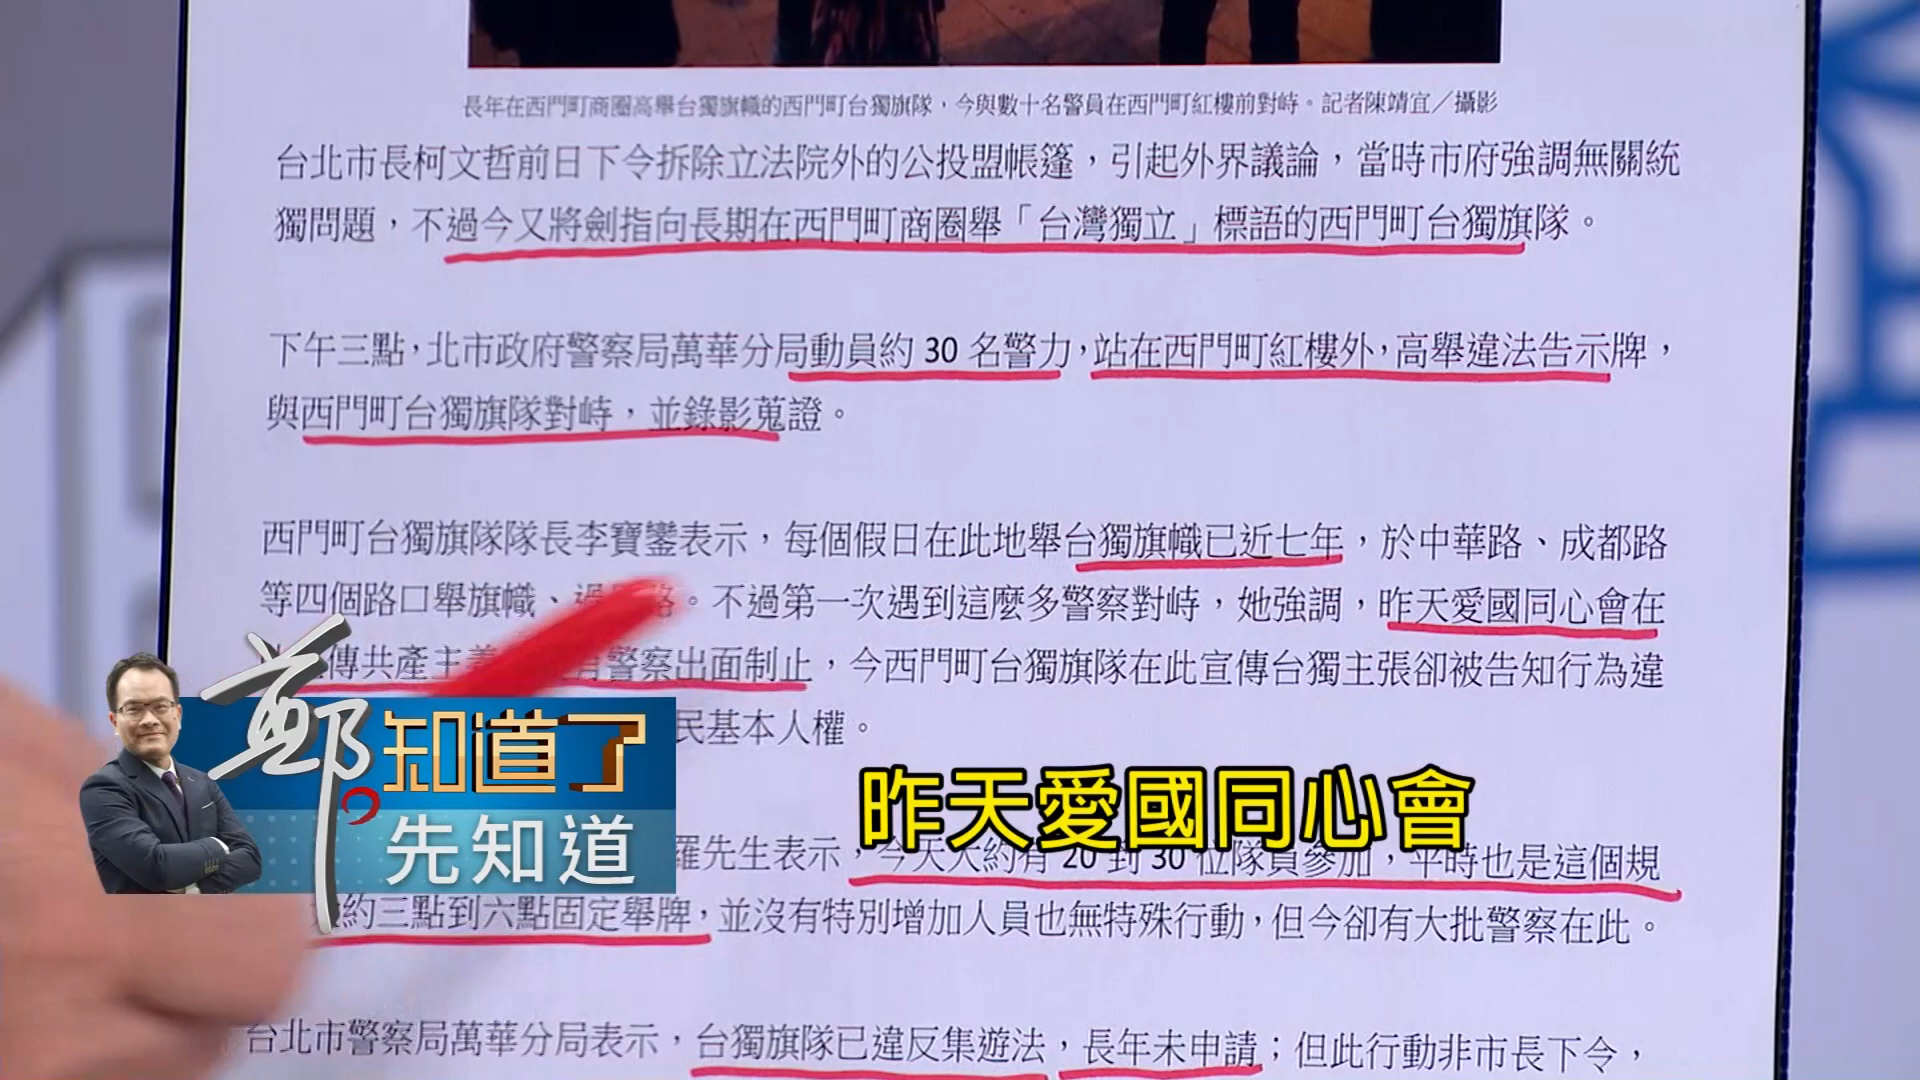 長年在西門町商圈高舉台獨旗幟的西門町台獨旗隊，今與數十名警員在西門町紅樓前對峙。記者陳靖宜／攝影
台北市長柯文哲前日下令拆除立法院外的公投盟帳篷，引起外界議論，當時市府強調無關統
獨問題，不過今又將劍指向長期在西門町商圈舉「台灣獨立」標語的西門町台獨旗隊。
下午三點，北市政府警察局萬華分局動員約 30 名警力，站在西門町紅樓外，高舉違法告示牌，
與西門町台獨旗隊對峙，並錄影蒐證。
西門町台獨旗隊隊長李寶鑾表示，每個假日在此地舉台獨旗幟已近七年，於中華路、成都路
等四個路口舉旗幟、過 。不過第一次遇到這麼多警察對峙，她強調，昨天愛國同心會在
傳共產主義 警察出面制止，今西門町台獨旗隊在此宣傳台獨主張卻被告知行為違
民基本人權。
羅先生表示，今天大約有 20 到 30 位隊員參加，平時也是這個規
約三點到六點固定舉牌，並沒有特別增加人員也無特殊行動，但今卻有大批警察在此。
台北市警察局萬華分局表示，台獨旗隊已違反集遊法，長年未申請；但此行動非市長下令，
鄭知道了
先知道
昨天愛國同心會